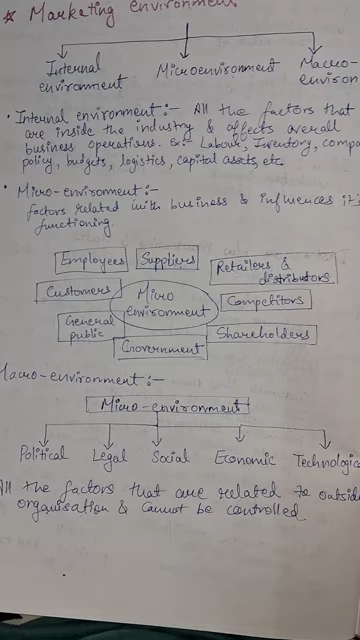 * Marketing environment
Internal environment
Microenvironment
Macro-environ
• Internal environment :- All the factors that
are inside the industry & affects overall
business operations. Ex:- Labour, Inventory, compa
policy, budgets, logistics, capital assets, etc.
• Micro-environment :-
factors related with business & influences it's
functioning.
Employees
Suppliers
Retailers & distributors
Customers
Micro environment
Competitors
General public
Government
Shareholders
Macro-environment :-
Micro-environment
Political Legal Social Economic Technologica
All the factors that are related to outsid
organisation & cannot be controlled